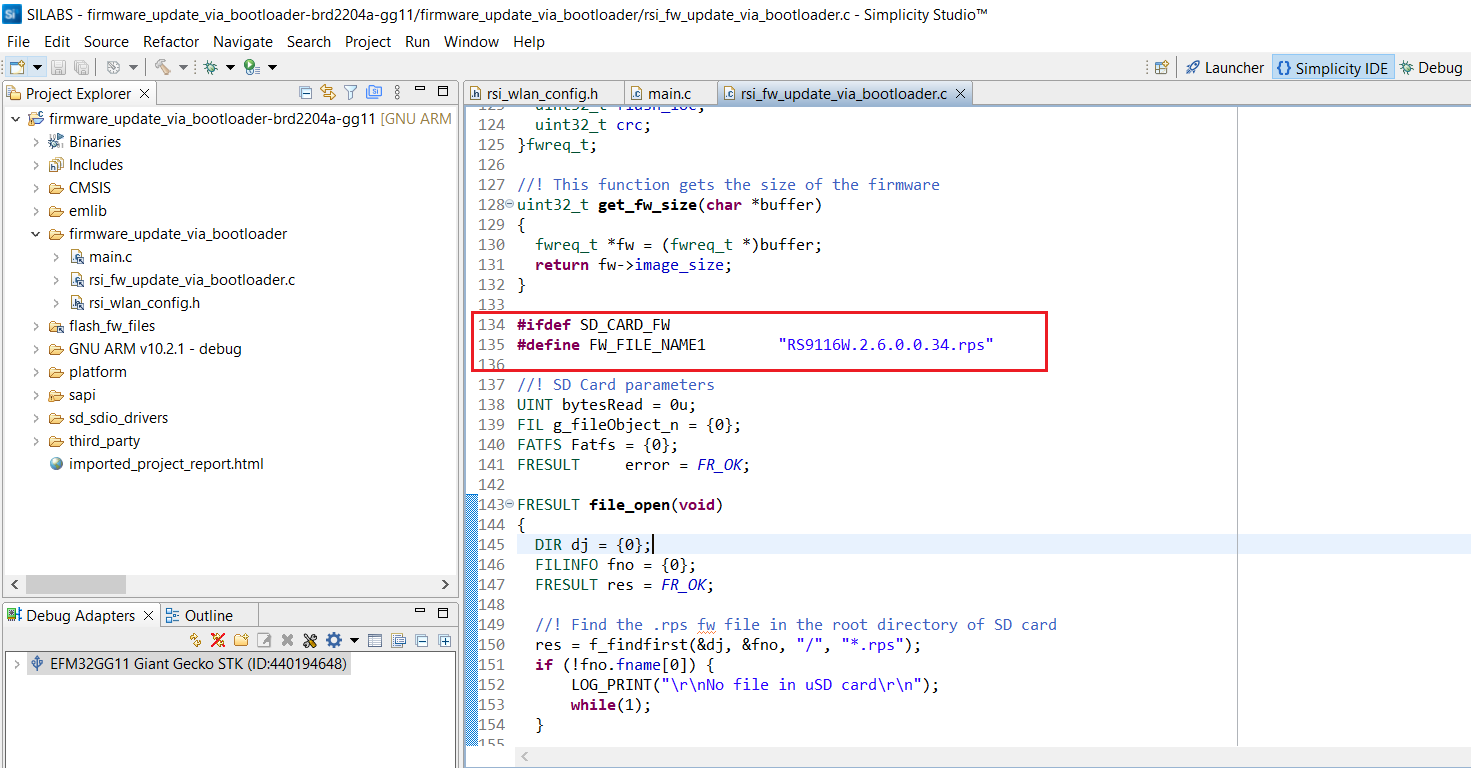 SILABS - firmware_update_via_bootloader-brd2204a-gg11/firmware_update_via_bootloader/rsi_fw_update_via_bootloader.c - Simplicity Studio™
File Edit Source Refactor Navigate Search Project Run Window Help
Launcher Simplicity IDE Debug
Project Explorer
firmware_update_via_bootloader-brd2204a-gg11 [GNU ARM
Binaries
Includes
CMSIS
emlib
firmware_update_via_bootloader
main.c
rsi_fw_update_via_bootloader.c
rsi_wlan_config.h
flash_fw_files
GNU ARM v10.2.1 - debug
platform
sapi
sd_sdio_drivers
third_party
imported_project_report.html
Debug Adapters Outline
EFM32GG11 Giant Gecko STK (ID:440194648)
rsi_wlan_config.h main.c rsi_fw_update_via_bootloader.c
123 uint32_t flash_loc;
124 uint32_t crc;
125 }fwreq_t;
126
127 //! This function gets the size of the firmware
128 uint32_t get_fw_size(char *buffer)
129 {
130 fwreq_t *fw = (fwreq_t *)buffer;
131 return fw->image_size;
132 }
133
134 #ifdef SD_CARD_FW
135 #define FW_FILE_NAME1 "RS9116W.2.6.0.0.34.rps"
136
137 //! SD Card parameters
138 UINT bytesRead = 0u;
139 FIL g_fileObject_n = {0};
140 FATFS Fatfs = {0};
141 FRESULT error = FR_OK;
142
143 FRESULT file_open(void)
144 {
145 DIR dj = {0};
146 FILINFO fno = {0};
147 FRESULT res = FR_OK;
148
149 //! Find the .rps fw file in the root directory of SD card
150 res = f_findfirst(&dj, &fno, "/", "*.rps");
151 if (!fno.fname[0]) {
152 LOG_PRINT("\r\nNo file in uSD card\r\n");
153 while(1);
154 }
155